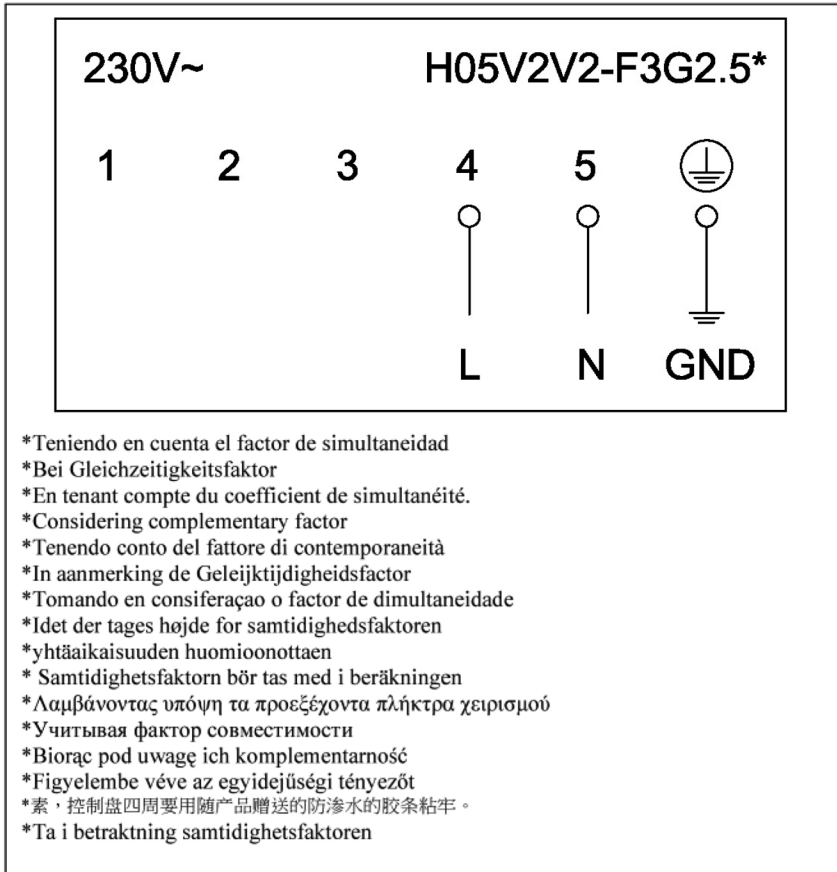 230V~ H05V2V2-F3G2.5*
1 2 3 4 5
L N GND
*Teniendo en cuenta el factor de simultaneidad
*Bei Gleichzeitigkeitsfaktor
*En tenant compte du coefficient de simultanéité.
*Considering complementary factor
*Tenendo conto del fattore di contemporaneità
*In aanmerking de Geleijktijdigheidsfactor
*Tomando en consiferaçao o factor de dimultaneidade
*Idet der tages højde for samtidighedsfaktoren
*yhtäaikaisuuden huomioonottaen
* Samtidighetsfaktorn bör tas med i beräkningen
*Λαμβάνοντας υπόψη τα προεξέχοντα πλήκτρα χειρισμού
*Учитывая фактор совместимости
*Biorąc pod uwagę ich komplementarność
*Figyelembe véve az egyidejűségi tényezőt
*素，控制盘四周要用随产品赠送的防渗水的胶条粘牢。
*Ta i betraktning samtidighetsfaktoren